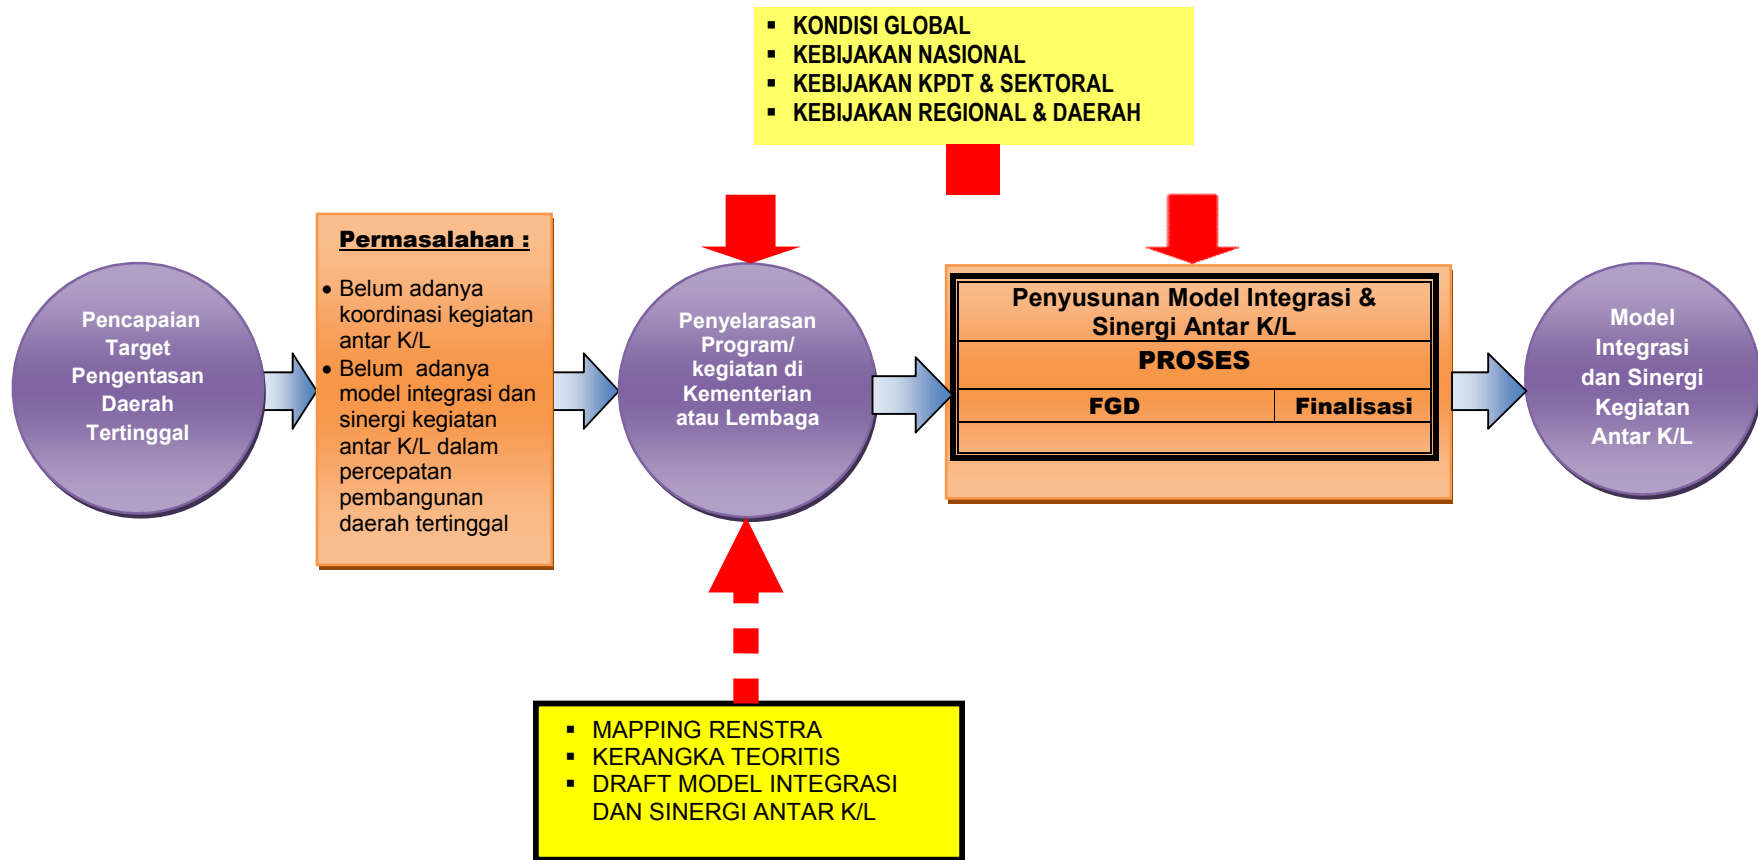 ▪ KONDISI GLOBAL
▪ KEBIJAKAN NASIONAL
▪ KEBIJAKAN KPDT & SEKTORAL
▪ KEBIJAKAN REGIONAL & DAERAH
Pencapaian
Target
Pengentasan
Daerah
Tertinggal
Permasalahan :
• Belum adanya
koordinasi kegiatan
antar K/L
• Belum adanya
model integrasi dan
sinergi kegiatan
antar K/L dalam
percepatan
pembangunan
daerah tertinggal
Penyelarasan
Program/
kegiatan di
Kementerian
atau Lembaga
Penyusunan Model Integrasi &
Sinergi Antar K/L
PROSES
FGD
Finalisasi
Model
Integrasi
dan Sinergi
Kegiatan
Antar K/L
▪ MAPPING RENSTRA
▪ KERANGKA TEORITIS
▪ DRAFT MODEL INTEGRASI
DAN SINERGI ANTAR K/L